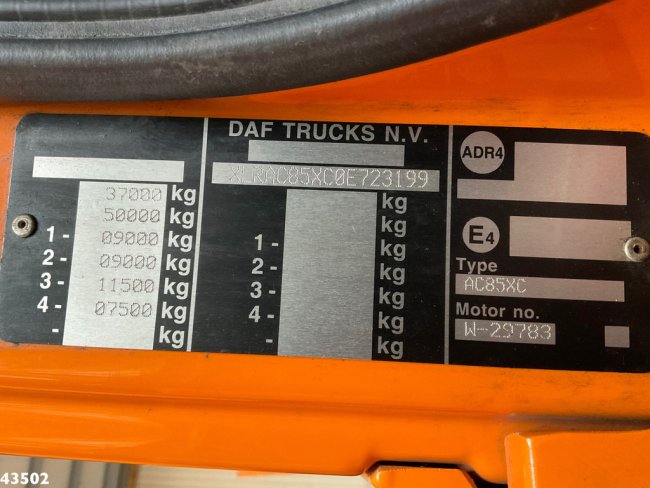 DAF TRUCKS N.V.
XLRAC85XC0E723199
37000 kg
50000 kg
1 - 09000 kg
2 - 09000 kg
3 - 11500 kg
4 - 07500 kg
- kg
kg
kg
1 - kg
2 - kg
3 - kg
4 - kg
- kg
ADR4
E4
Type
AC85XC
Motor no.
W-29783
43502